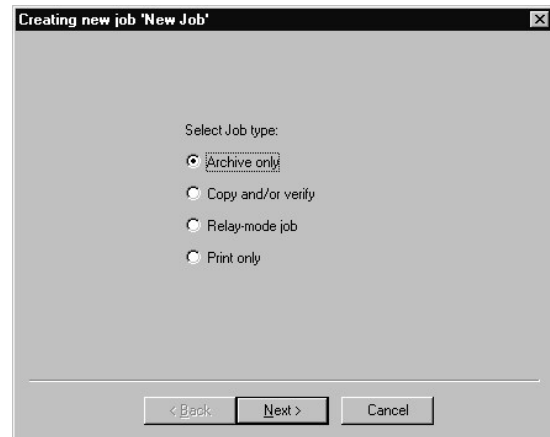 Creating new job 'New Job'
Select Job type:
Archive only
Copy and/or verify
Relay-mode job
Print only
< Back
Next >
Cancel